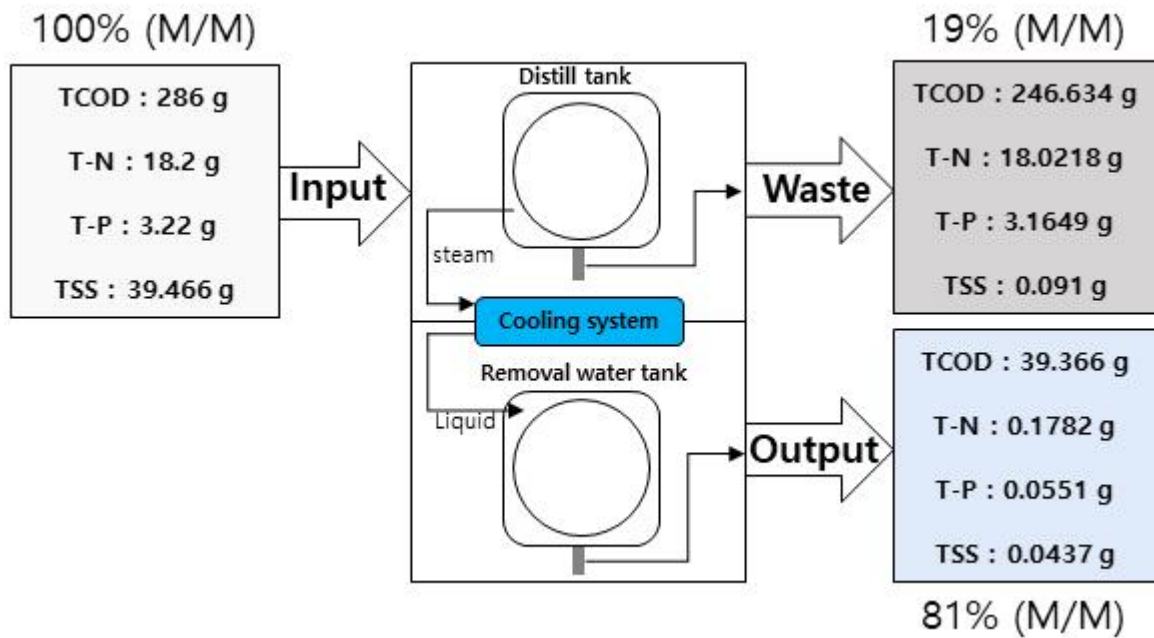 100% (M/M)
TCOD : 286 g
T-N : 18.2 g
T-P : 3.22 g
TSS : 39.466 g
Input
Distill tank
steam
Cooling system
Removal water tank
Liquid
Waste
Output
19% (M/M)
TCOD : 246.634 g
T-N : 18.0218 g
T-P : 3.1649 g
TSS : 0.091 g
TCOD : 39.366 g
T-N : 0.1782 g
T-P : 0.0551 g
TSS : 0.0437 g
81% (M/M)